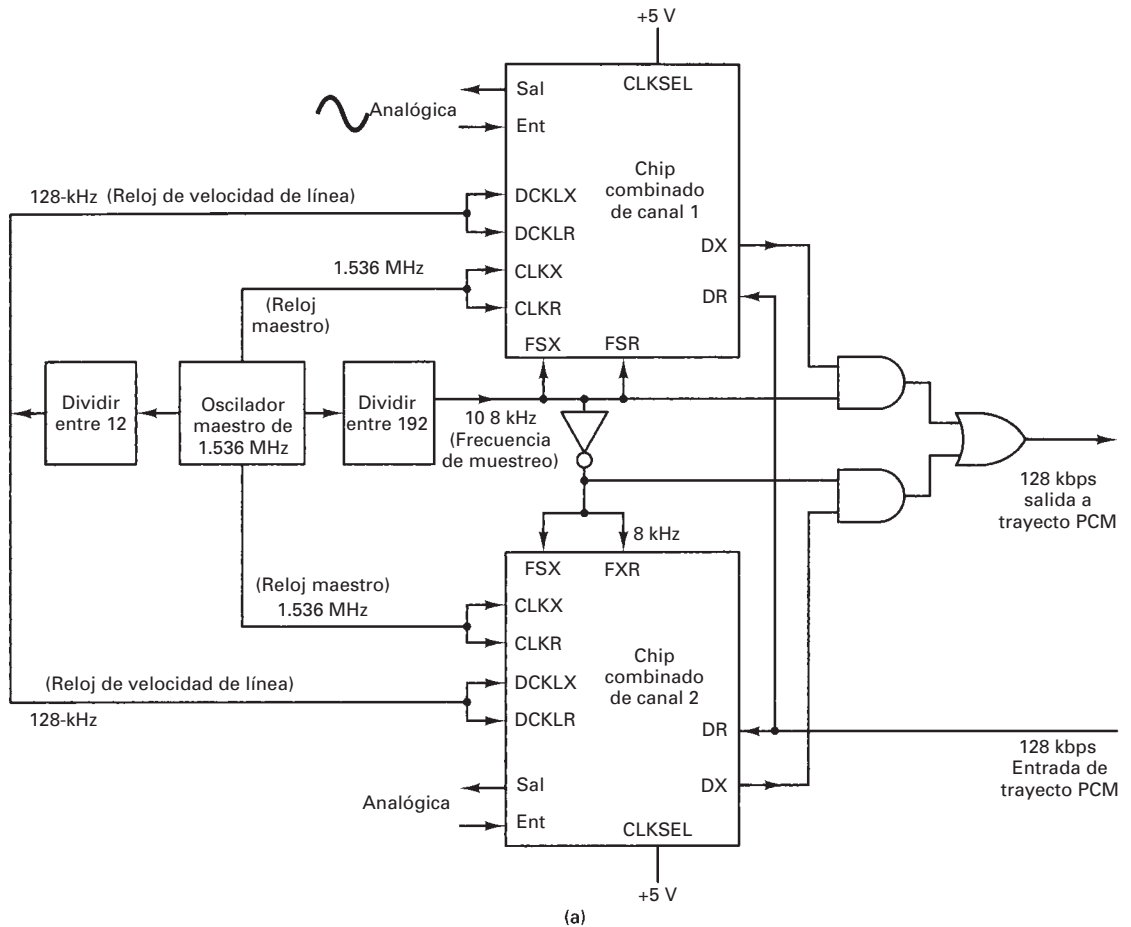 +5 V
Sal
CLKSEL
Analógica
Ent
Chip
combinado
de canal 1
128-kHz (Reloj de velocidad de línea)
DCKLX
DCKLR
DX
1.536 MHz
CLKX
(Reloj
maestro)
CLKR
DR
FSX
FSR
Dividir
entre 12
Oscilador
maestro de
1.536 MHz
Dividir
entre 192
10 8 kHz
(Frecuencia
de muestreo)
128 kbps
salida a
trayecto PCM
8 kHz
FSX
FXR
(Reloj maestro)
1.536 MHz
CLKX
CLKR
Chip
combinado
de canal 2
(Reloj de velocidad de línea)
128-kHz
DCKLX
DCKLR
DR
128 kbps
Entrada de
trayecto PCM
Sal
DX
Analógica
Ent
CLKSEL
+5 V
(a)